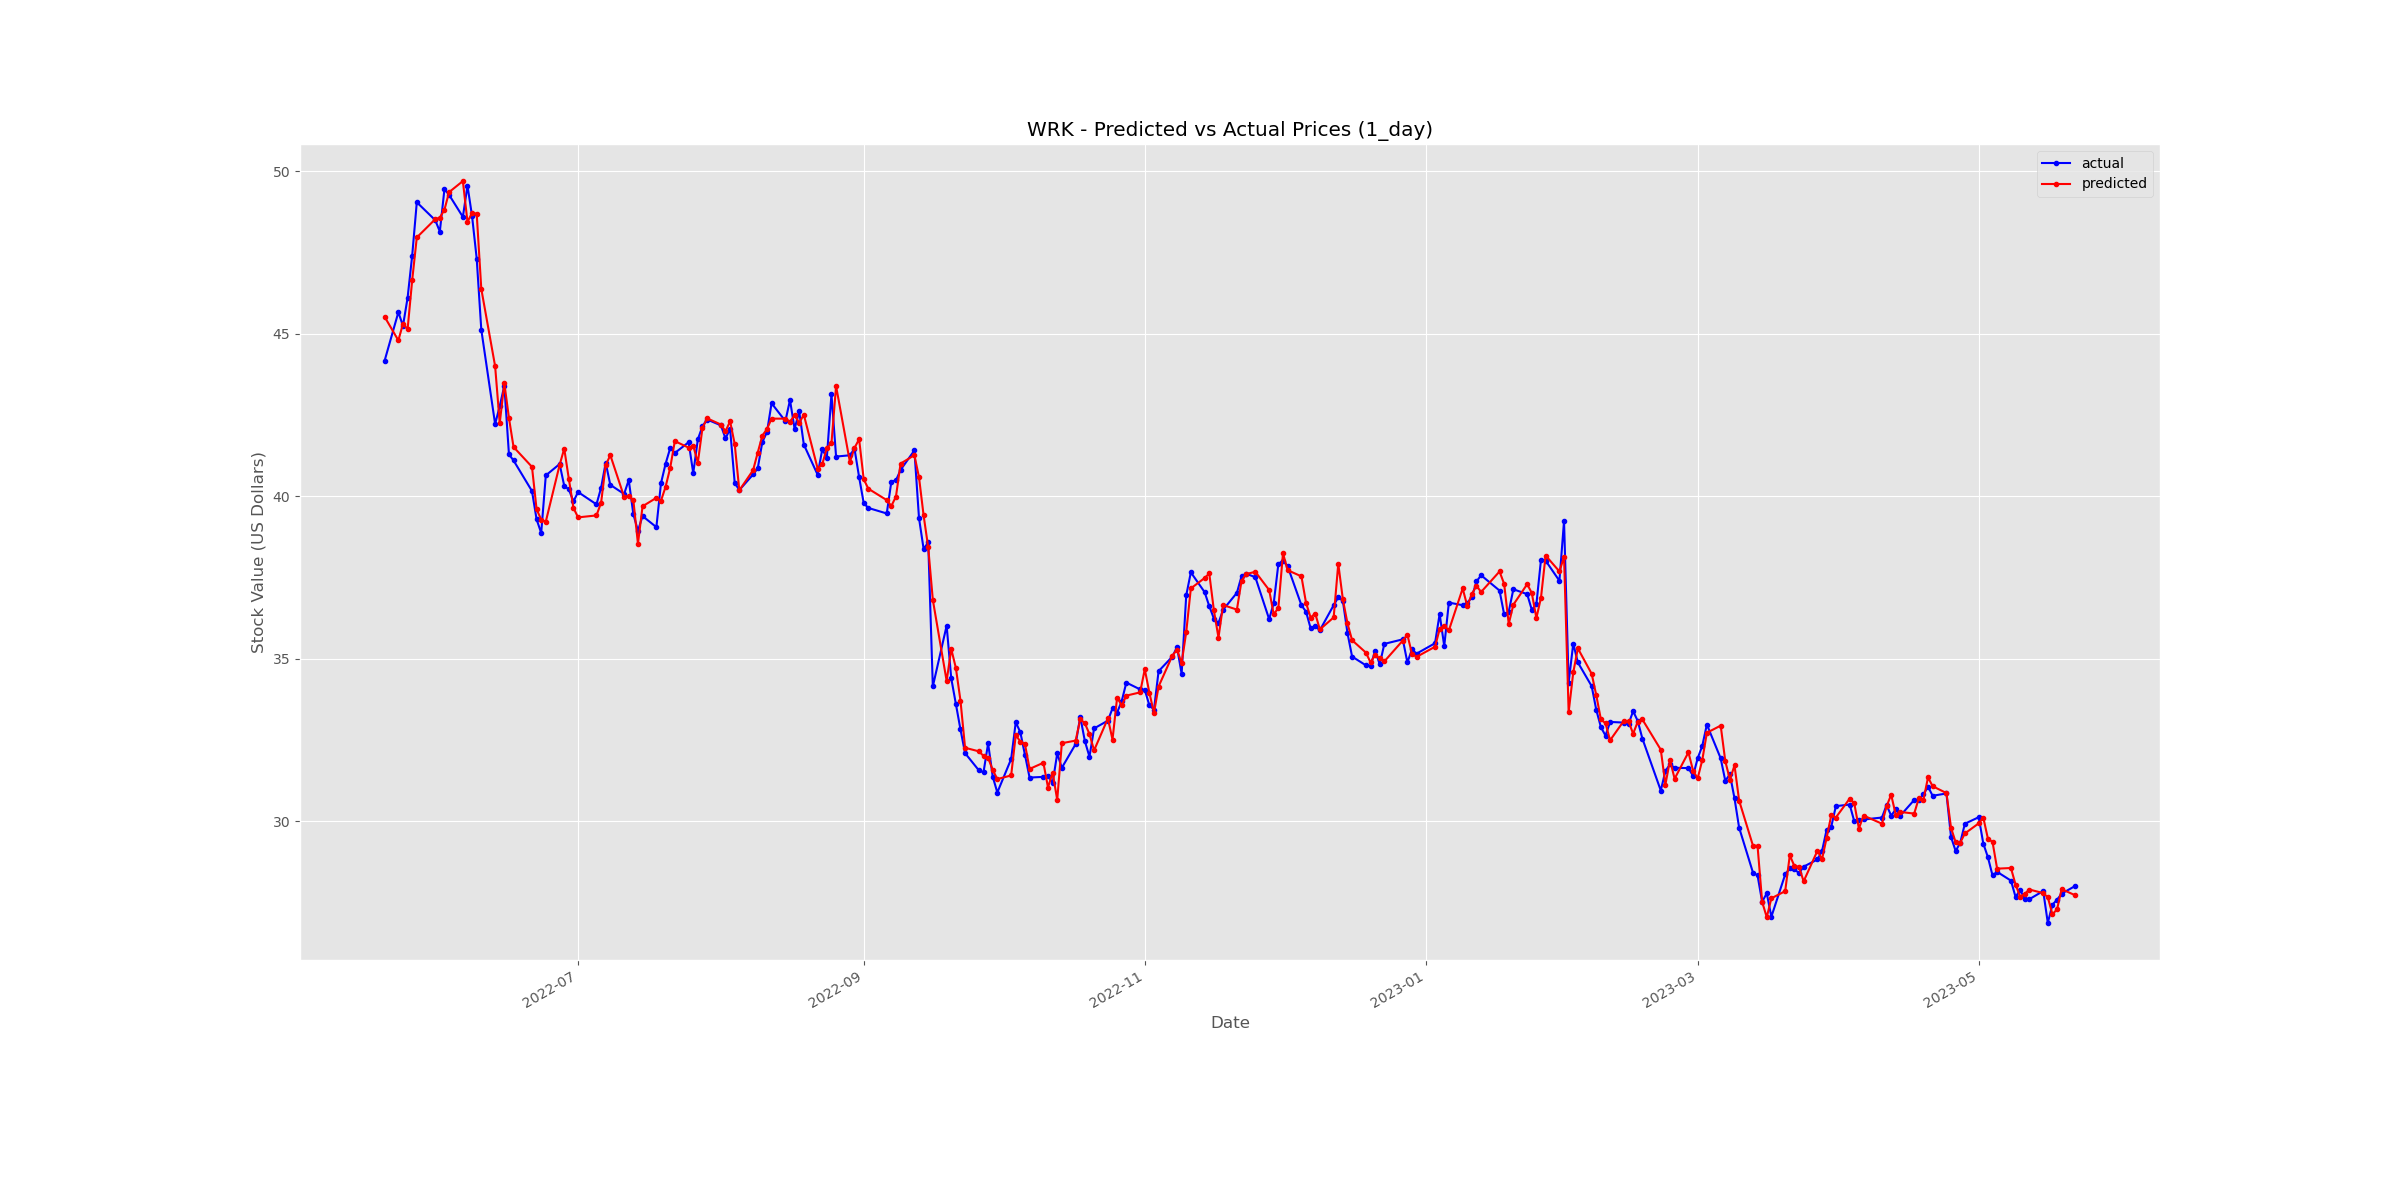 WRK - Predicted vs Actual Prices (1_day)
actual
predicted
50
45
40
35
30
Stock Value (US Dollars)
2022-07
2022-09
2022-11
2023-01
2023-03
2023-05
Date